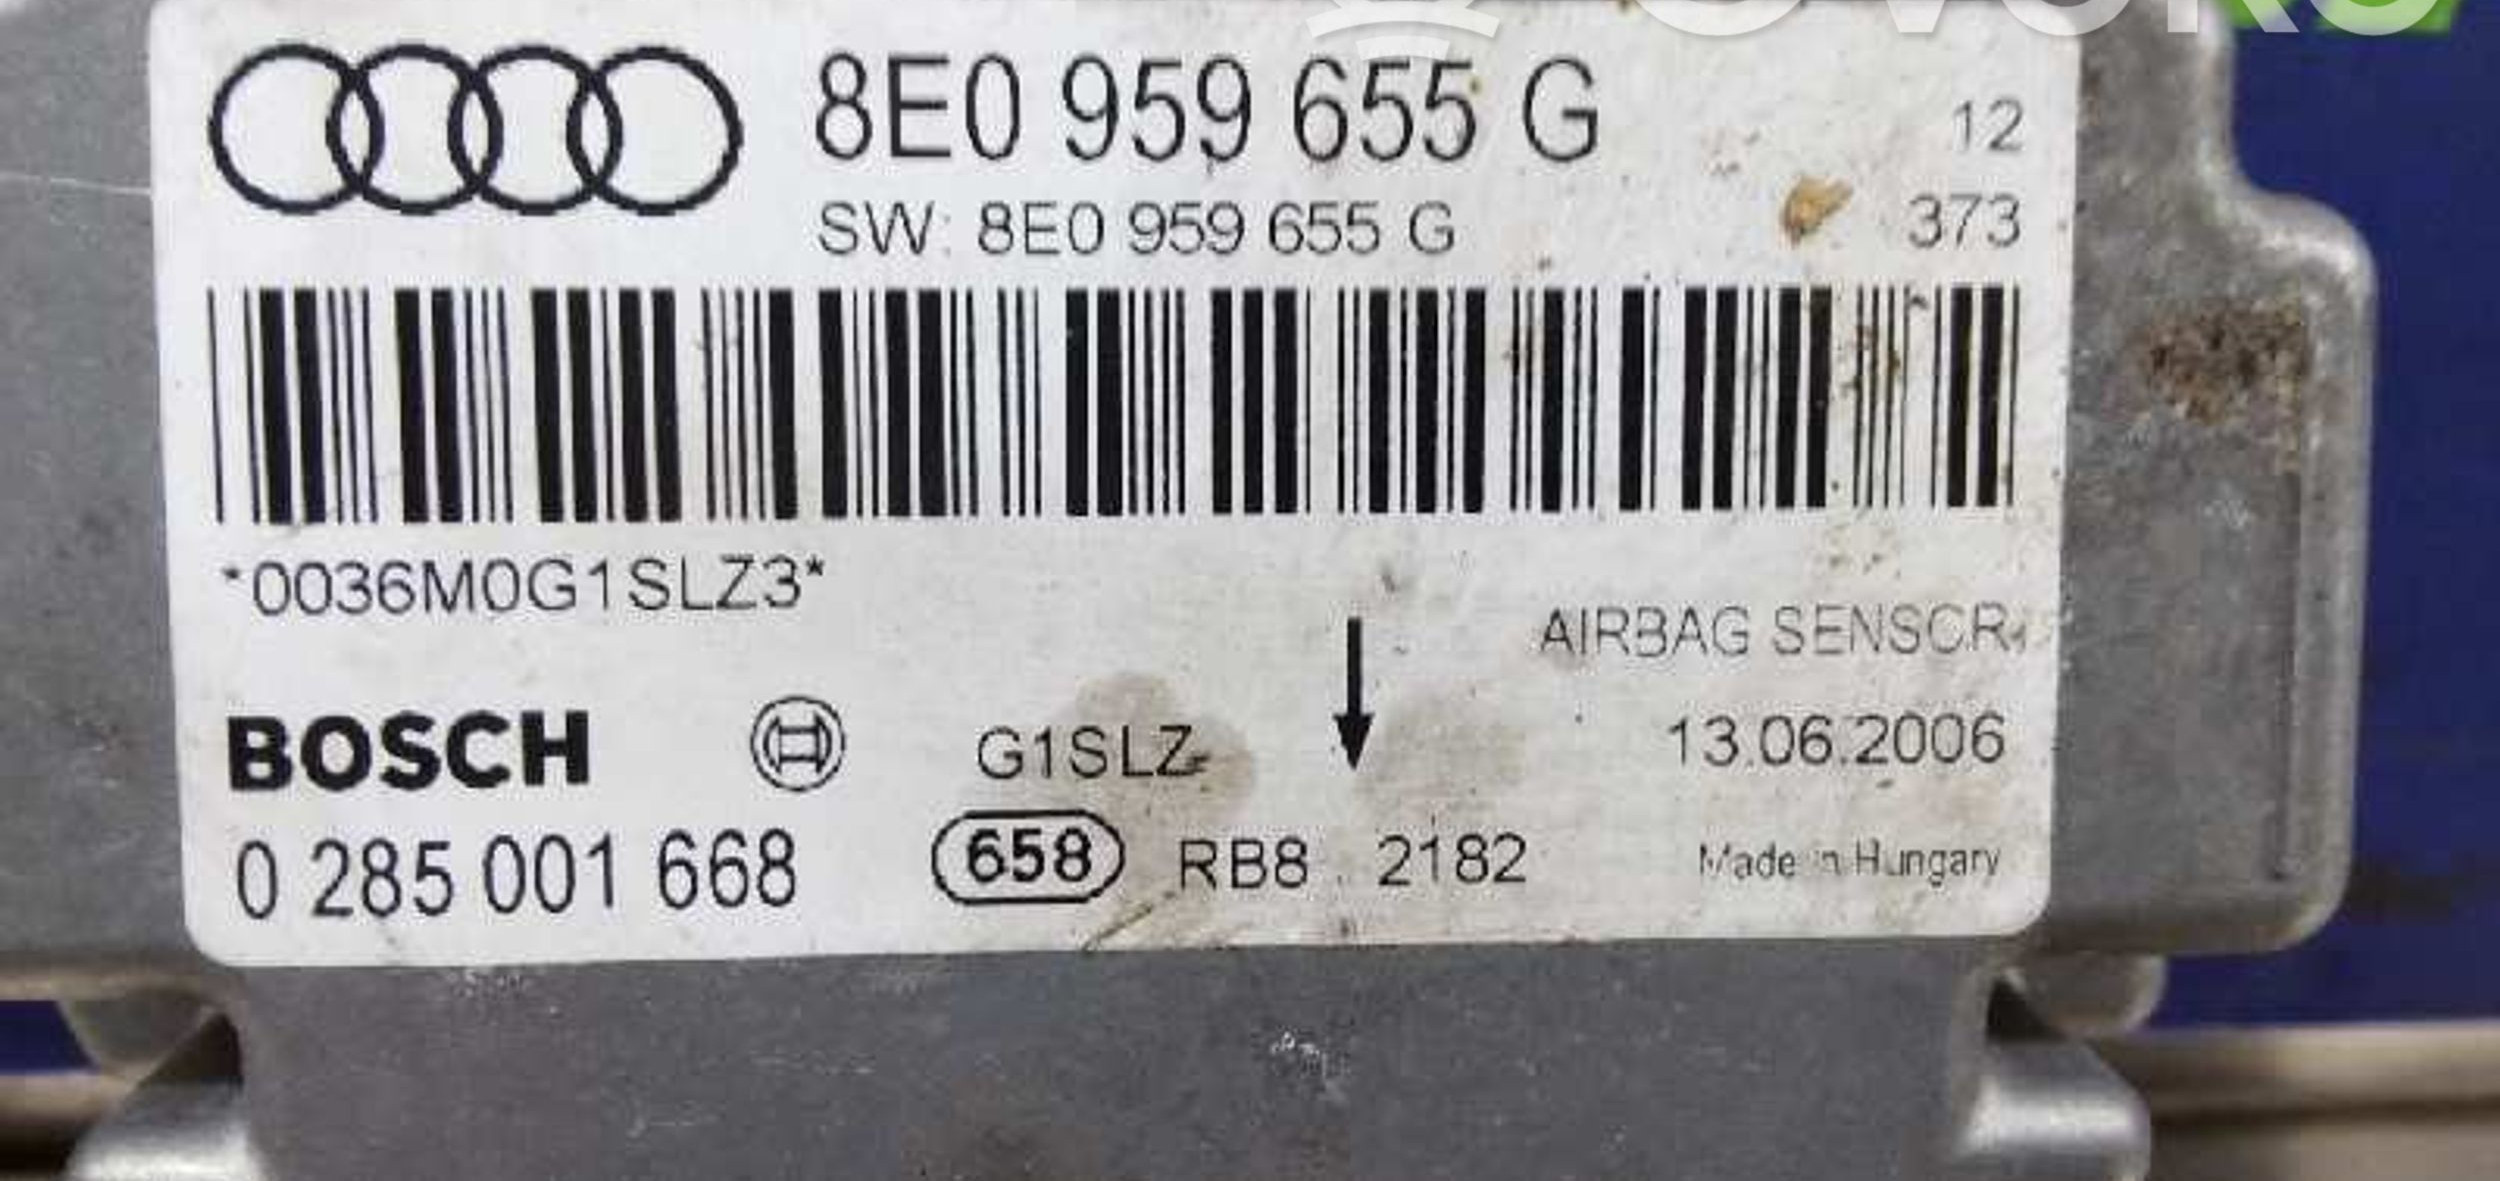 8E0 959 655 G
12
SW: 8E0 959 655 G
373
*0036M0G1SLZ3*
AIRBAG SENSOR
BOSCH
G1SLZ
13.06.2006
0 285 001 668
658
RB8 2182
Made in Hungary